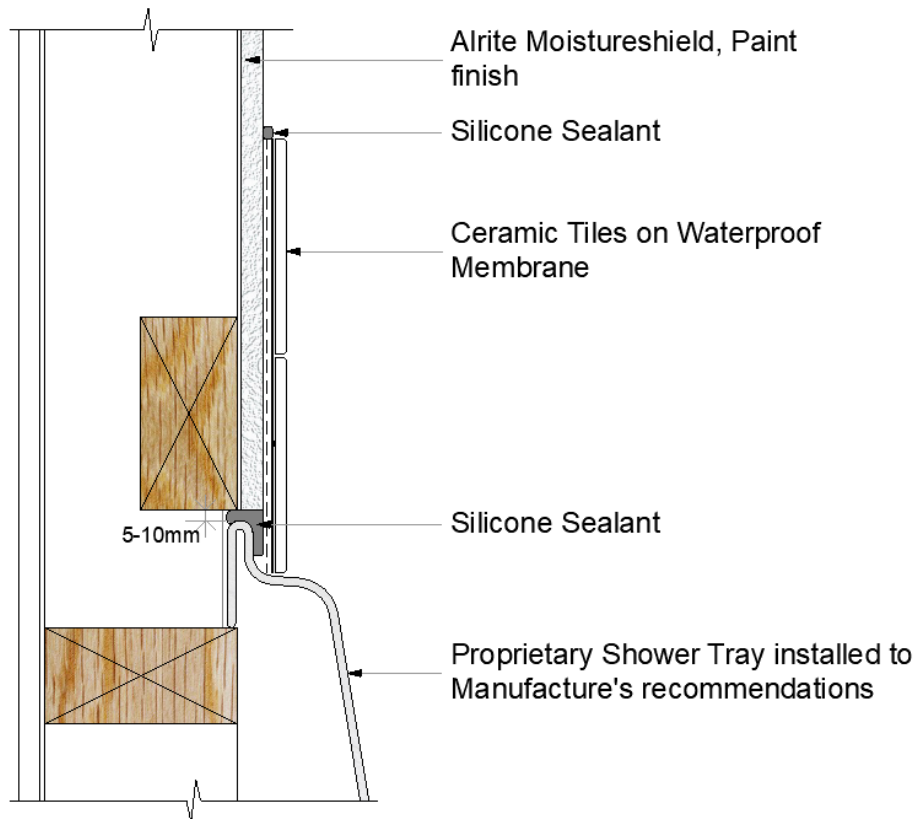 Alrite Moistureshield, Paint
finish
Silicone Sealant
Ceramic Tiles on Waterproof
Membrane
Silicone Sealant
5-10mm
Proprietary Shower Tray installed to
Manufacture's recommendations